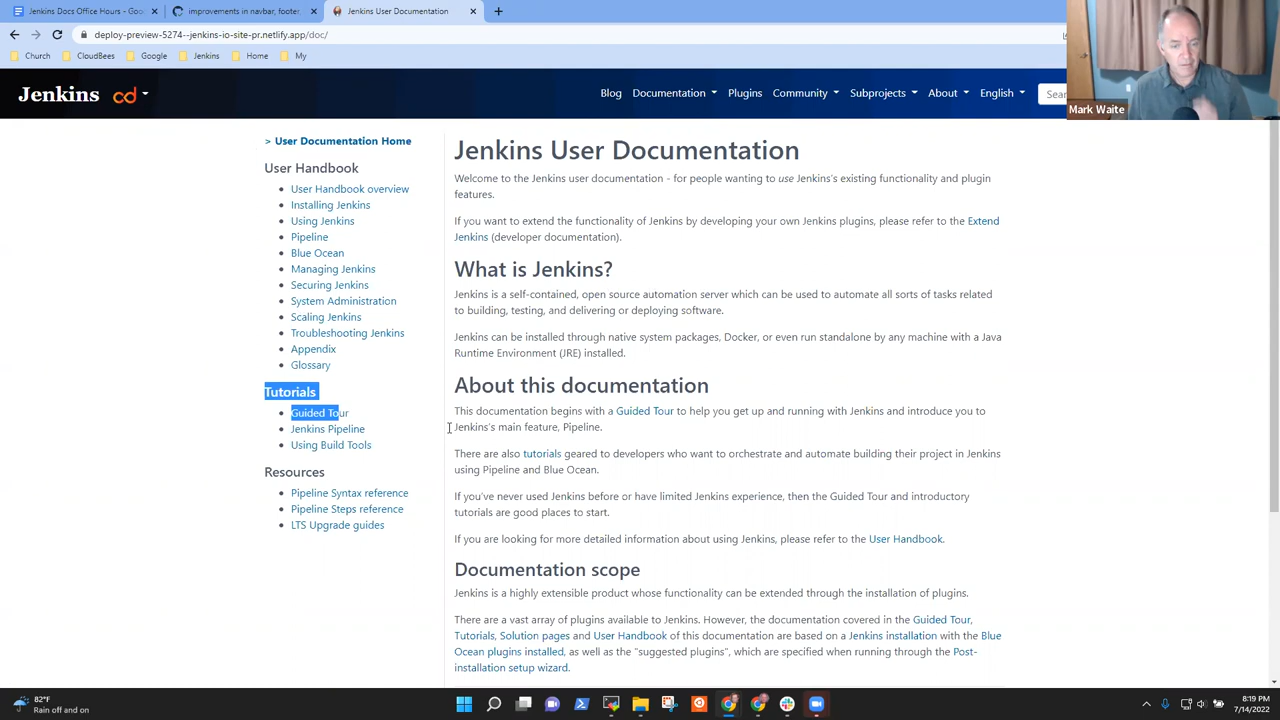 Jenkins Docs Office Hours - Goo
improvements in navbar, footer,
Jenkins User Documentation
deploy-preview-5274--jenkins-io-site-pr.netlify.app/doc/
Church
CloudBees
Google
Jenkins
Home
My
Jenkins cd
Blog
Documentation
Plugins
Community
Subprojects
About
English
Sear
Mark Waite
> User Documentation Home
User Handbook
User Handbook overview
Installing Jenkins
Using Jenkins
Pipeline
Blue Ocean
Managing Jenkins
Securing Jenkins
System Administration
Scaling Jenkins
Troubleshooting Jenkins
Appendix
Glossary
Tutorials
Guided Tour
Jenkins Pipeline
Using Build Tools
Resources
Pipeline Syntax reference
Pipeline Steps reference
LTS Upgrade guides
Jenkins User Documentation
Welcome to the Jenkins user documentation - for people wanting to use Jenkins's existing functionality and plugin
features.
If you want to extend the functionality of Jenkins by developing your own Jenkins plugins, please refer to the Extend
Jenkins (developer documentation).
What is Jenkins?
Jenkins is a self-contained, open source automation server which can be used to automate all sorts of tasks related
to building, testing, and delivering or deploying software.
Jenkins can be installed through native system packages, Docker, or even run standalone by any machine with a Java
Runtime Environment (JRE) installed.
About this documentation
This documentation begins with a Guided Tour to help you get up and running with Jenkins and introduce you to
Jenkins's main feature, Pipeline.
There are also tutorials geared to developers who want to orchestrate and automate building their project in Jenkins
using Pipeline and Blue Ocean.
If you've never used Jenkins before or have limited Jenkins experience, then the Guided Tour and introductory
tutorials are good places to start.
If you are looking for more detailed information about using Jenkins, please refer to the User Handbook.
Documentation scope
Jenkins is a highly extensible product whose functionality can be extended through the installation of plugins.
There are a vast array of plugins available to Jenkins. However, the documentation covered in the Guided Tour,
Tutorials, Solution pages and User Handbook of this documentation are based on a Jenkins installation with the Blue
Ocean plugins installed, as well as the "suggested plugins", which are specified when running through the Post-
installation setup wizard.
82°F
Rain off and on
8:19 PM
7/14/2022